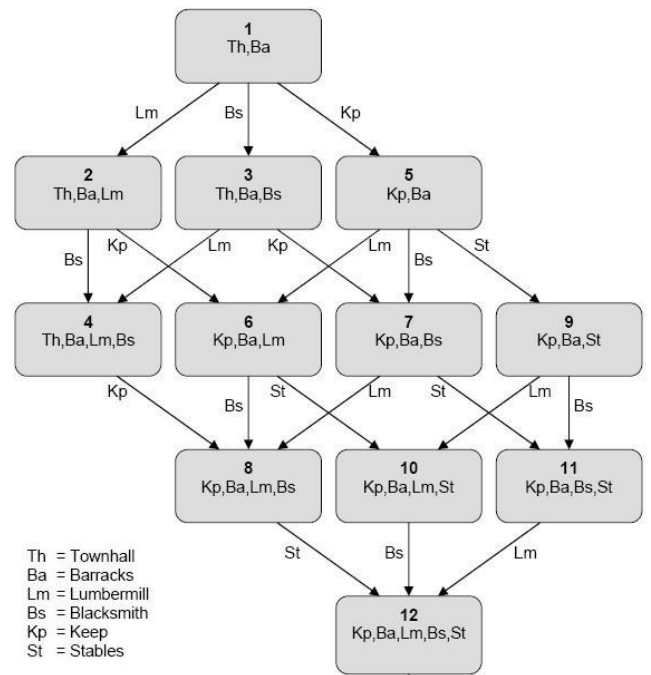 1
Th,Ba
Lm
Bs
Kp
2
Th,Ba,Lm
3
Th,Ba,Bs
5
Kp,Ba
Bs
Kp
Lm
Kp
Lm
Bs
St
4
Th,Ba,Lm,Bs
6
Kp,Ba,Lm
7
Kp,Ba,Bs
9
Kp,Ba,St
Kp
Bs
St
Lm
St
Lm
Bs
8
Kp,Ba,Lm,Bs
10
Kp,Ba,Lm,St
11
Kp,Ba,Bs,St
St
Bs
Lm
12
Kp,Ba,Lm,Bs,St
Th = Townhall
Ba = Barracks
Lm = Lumbermill
Bs = Blacksmith
Kp = Keep
St = Stables